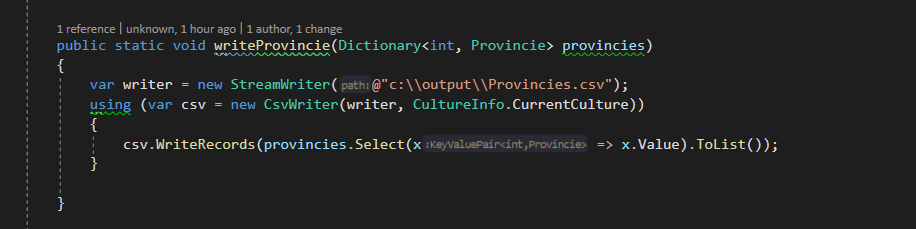 1 reference | unknown, 1 hour ago | 1 author, 1 change
public static void writeProvincie(Dictionary<int, Provincie> provincies)
{
    var writer = new StreamWriter(path:@"c:\\output\\Provincies.csv");
    using (var csv = new CsvWriter(writer, CultureInfo.CurrentCulture))
    {
        csv.WriteRecords(provincies.Select(x:KeyValuePair<int,Provincie> => x.Value).ToList());
    }
}